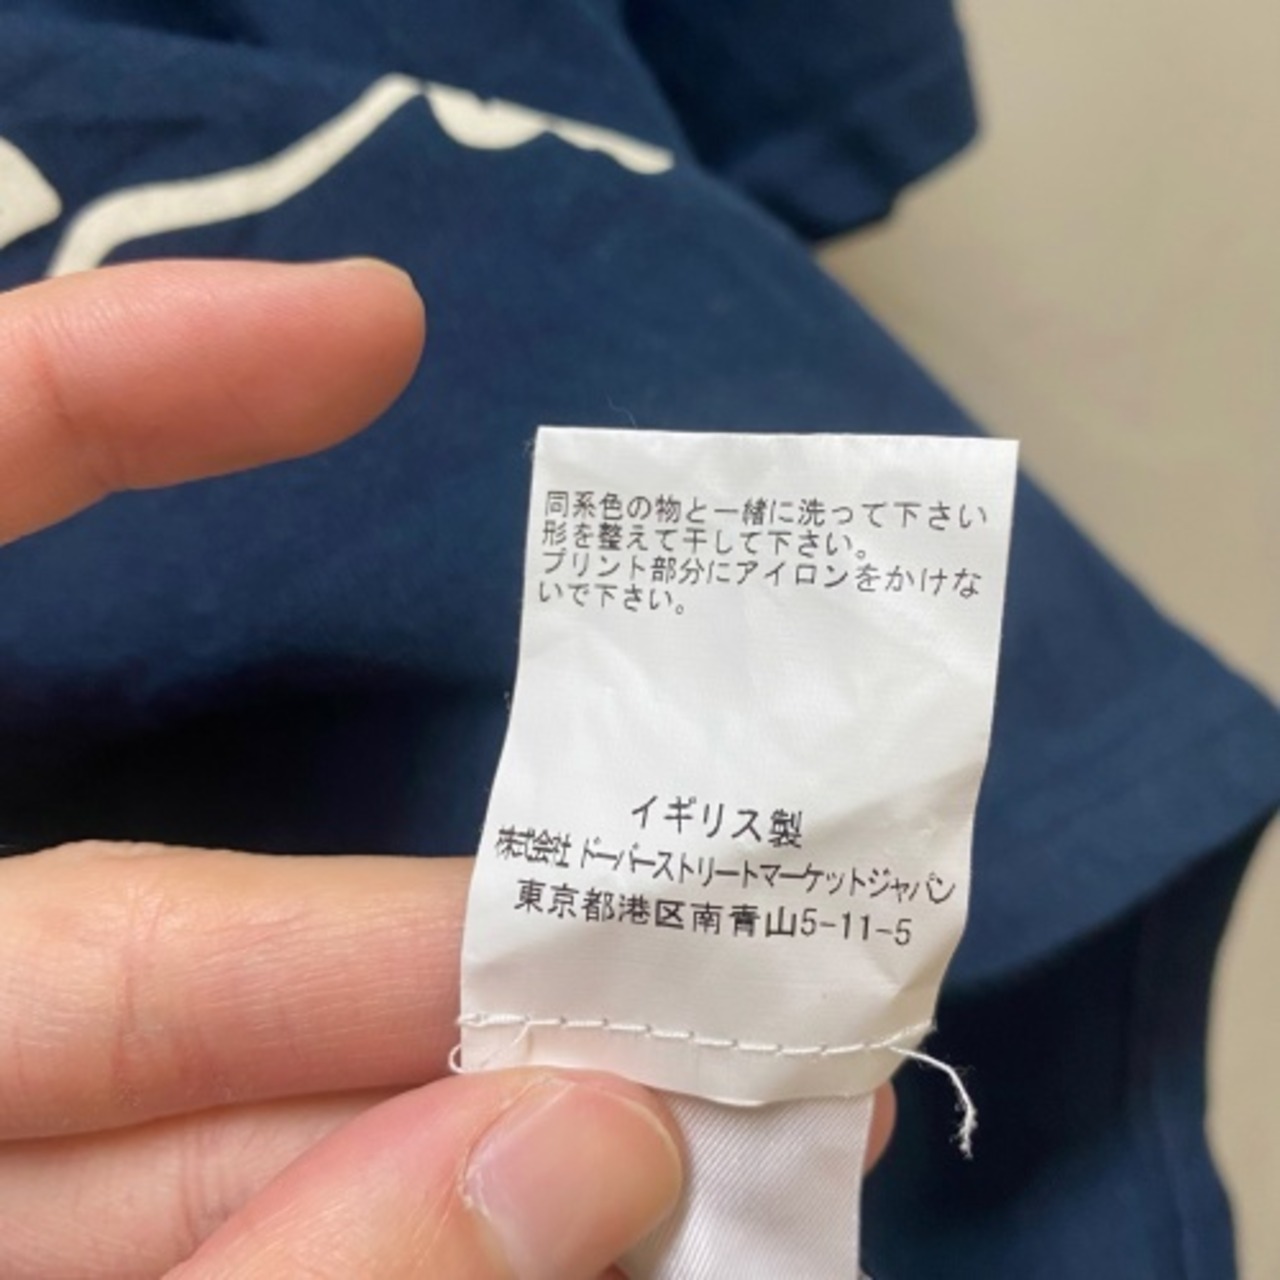 同系色の物と一緒に洗って下さい
形を整えて干して下さい。
プリント部分にアイロンをかけな
いで下さい。
イギリス製
株式会社 ドーバーストリートマーケットジャパン
東京都港区南青山5-11-5